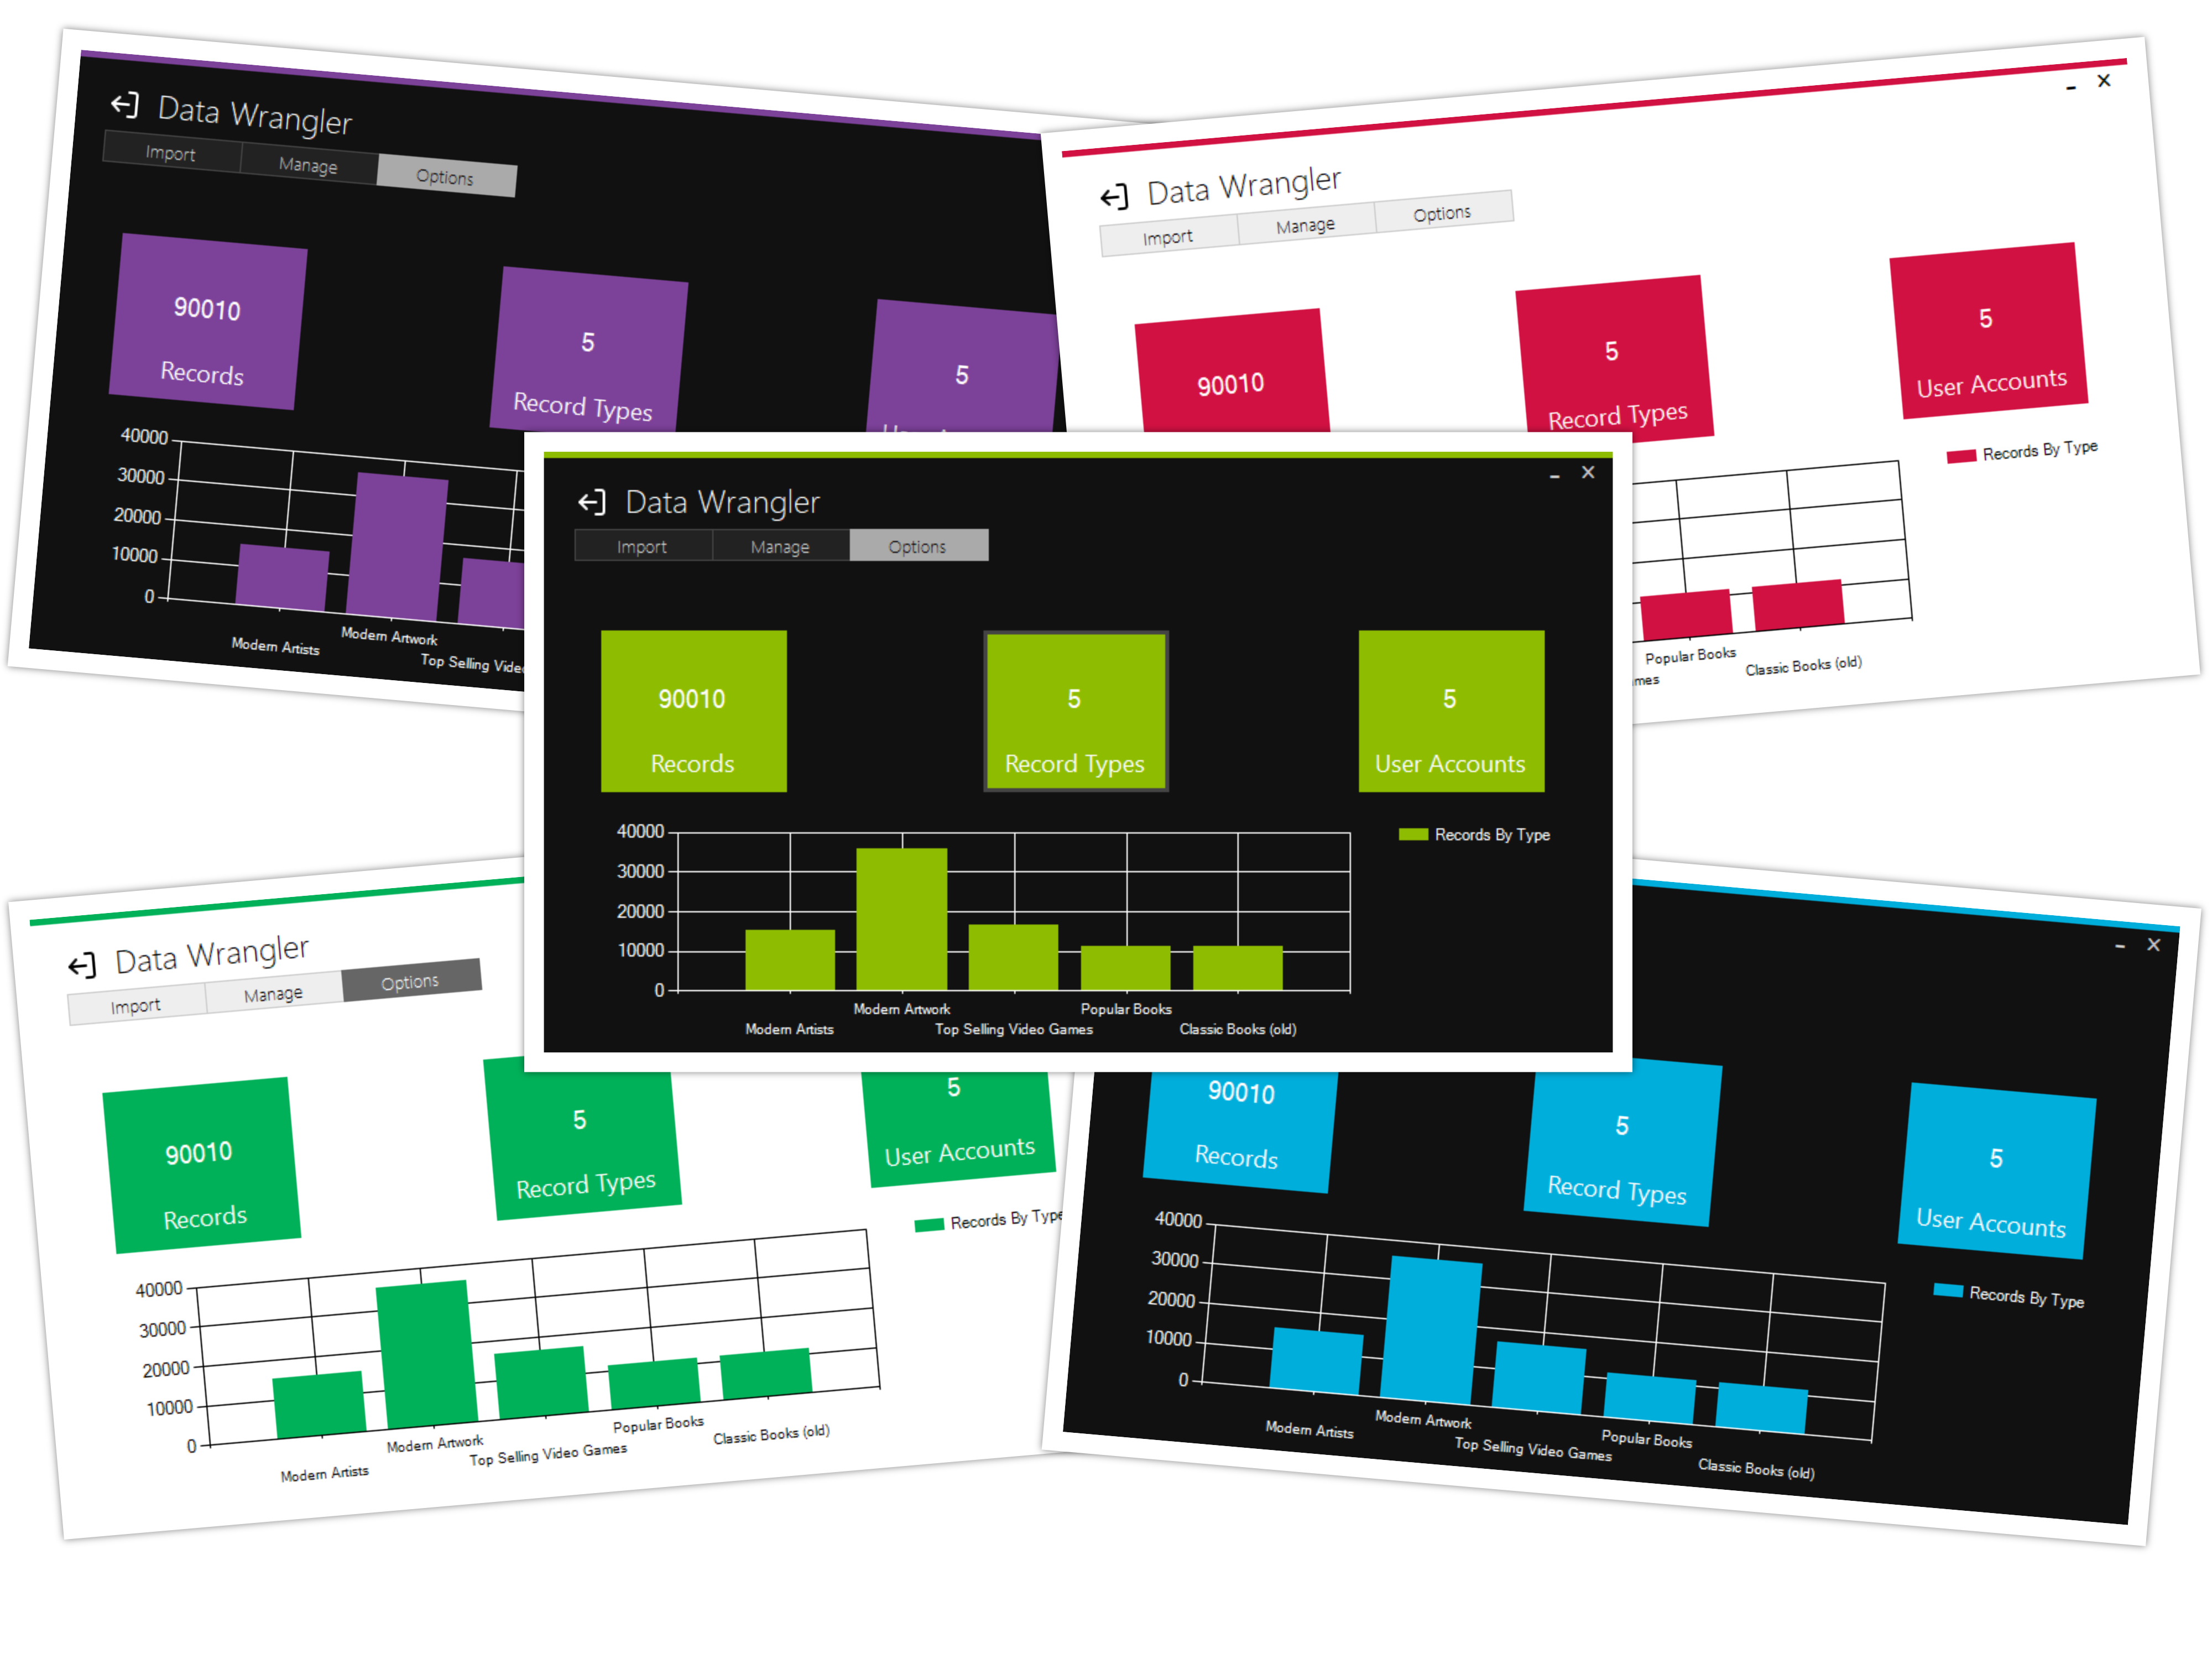 Data Wrangler
Import Manage Options
90010
Records
5
Record Types
5
40000
30000
20000
10000
0
Modern Artists
Modern Artwork
Top Selling
Data Wrangler
Import Manage Options
90010
5
Record Types
5
User Accounts
Records By Type
Popular Books
Classic Books (old)
Data Wrangler
Import Manage Options
90010
Records
5
Record Types
5
User Accounts
40000
30000
20000
10000
0
Records By Type
Modern Artists
Modern Artwork
Top Selling Video Games
Popular Books
Classic Books (old)
Data Wrangler
Import Manage Options
90010
Records
5
Record Types
5
User Accounts
Records By Type
40000
30000
20000
10000
0
Modern Artists
Modern Artwork
Top Selling Video Games
Popular Books
Classic Books (old)
90010
Records
5
Record Types
5
User Accounts
Records By Type
40000
30000
20000
10000
0
Modern Artists
Modern Artwork
Top Selling Video Games
Popular Books
Classic Books (old)